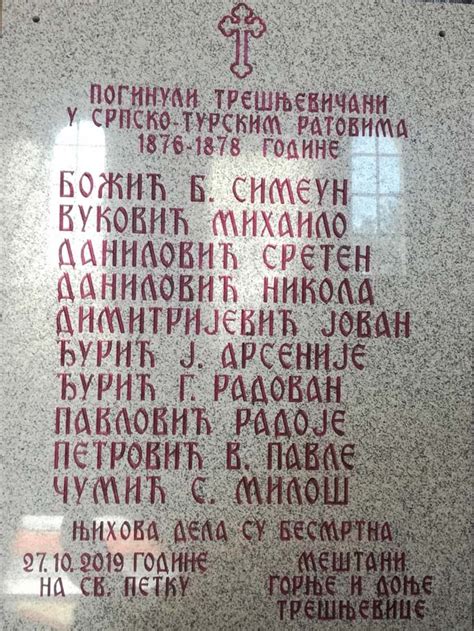 ПОГИНУЛИ ТРЕШЊЕВИЧАНИ
У СРПСКО-ТУРСКИМ РАТОВИМА
1876-1878 ГОДИНЕ
БОЖИЋ Б. СИМЕУН
ВУКОВИЋ МИХАИЛО
ДАНИЛОВИЋ СРЕТЕН
ДАНИЛОВИЋ НИКОЛА
ДИМИТРИЈЕВИЋ ЈОВАН
ЂУРИЋ Ј. АРСЕНИЈЕ
ЂУРИЋ Г. РАДОВАН
ПАВЛОВИЋ РАДОЈЕ
ПЕТРОВИЋ В. ПАВЛЕ
ЧУМИЋ С. МИЛОШ
ЊИХОВА ДЕЛА СУ БЕСМРТНА
27.10.2019 ГОДИНЕ
НА СВ. ПЕТКУ
МЕШТАНИ
ГОРЊЕ И ДОЊЕ
ТРЕШЊЕВИЦЕ